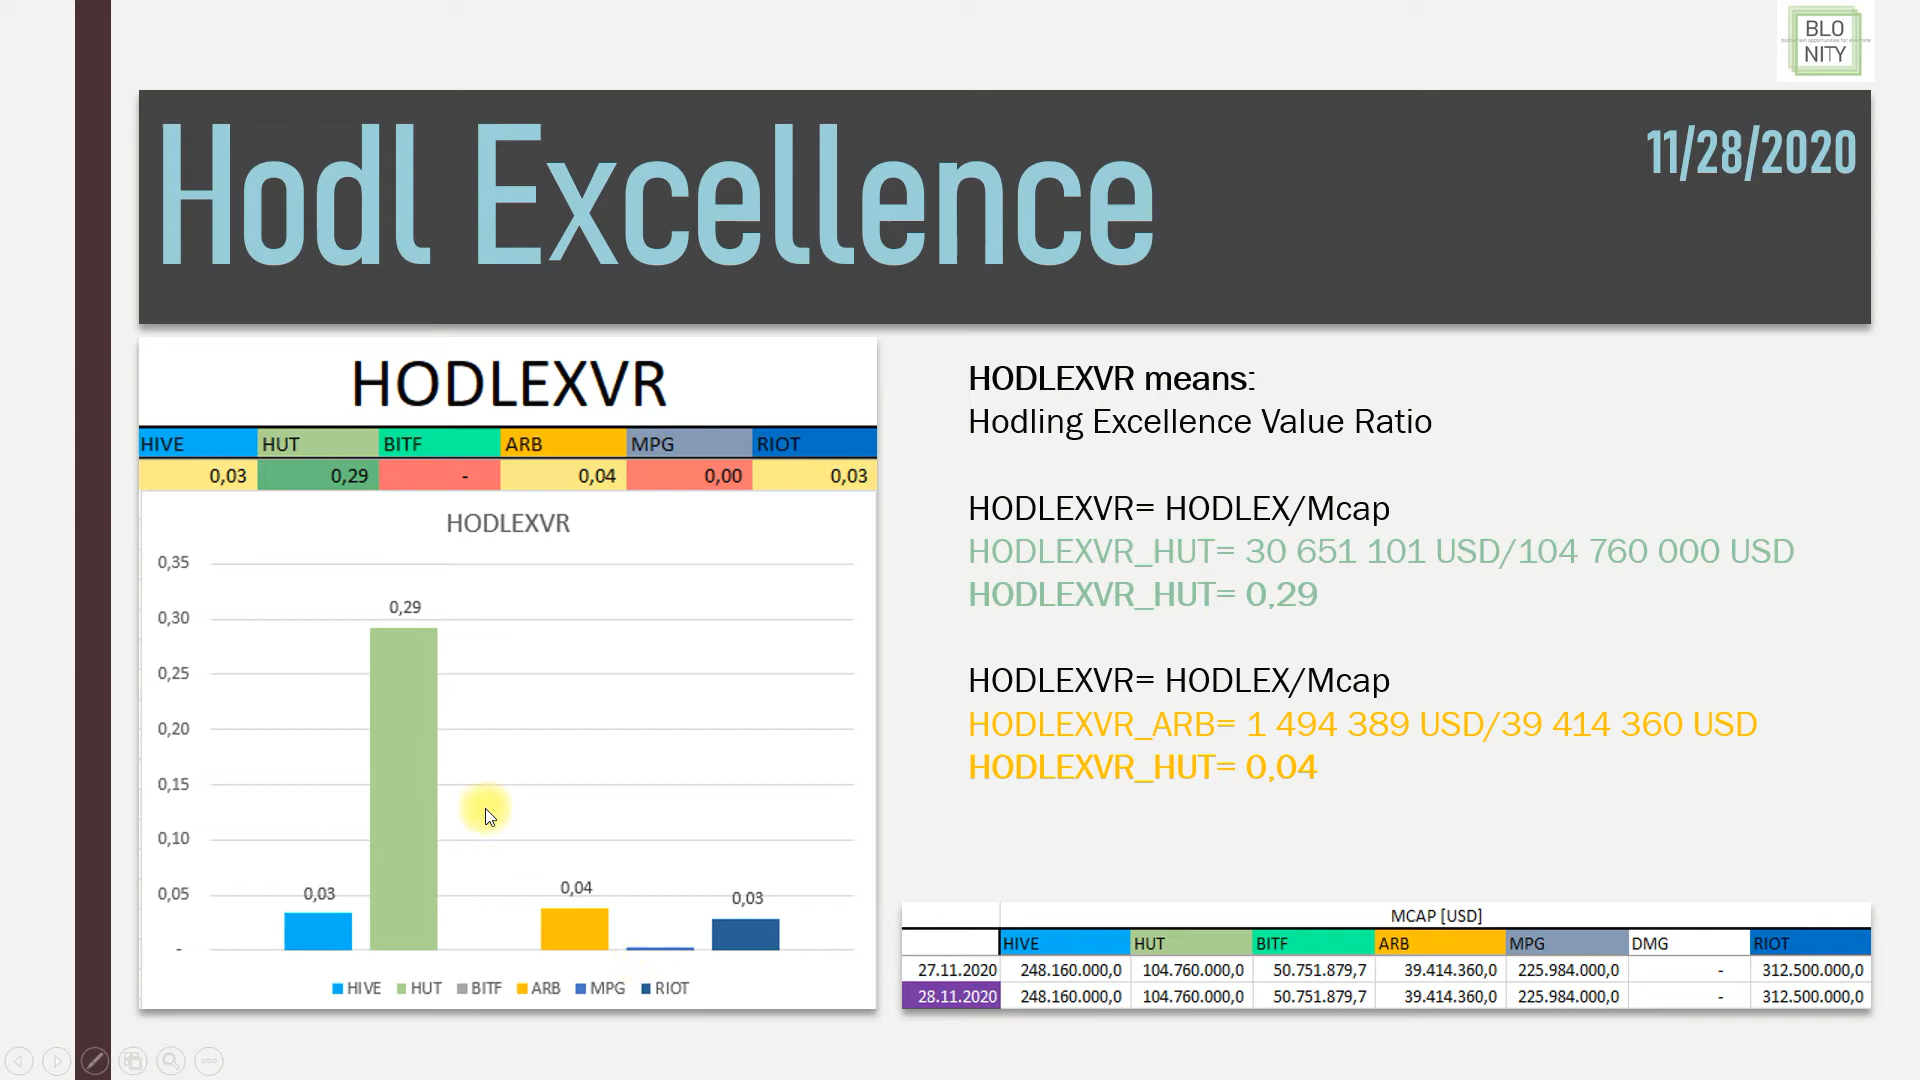 BLO
NITY
Hodl Excellence
11/28/2020
HODLEXVR
HIVE HUT BITF ARB MPG RIOT
0,03 0,29 - 0,04 0,00 0,03
HODLEXVR
0,35
0,30
0,25
0,20
0,15
0,10
0,05
-
0,03
0,29
0,04
0,03
HIVE HUT BITF ARB MPG RIOT
HODLEXVR means:
Hodling Excellence Value Ratio
HODLEXVR= HODLEX/Mcap
HODLEXVR_HUT= 30 651 101 USD/104 760 000 USD
HODLEXVR_HUT= 0,29
HODLEXVR= HODLEX/Mcap
HODLEXVR_ARB= 1 494 389 USD/39 414 360 USD
HODLEXVR_HUT= 0,04
MCAP [USD]
HIVE HUT BITF ARB MPG DMG RIOT
27.11.2020 248.160.000,0 104.760.000,0 50.751.879,7 39.414.360,0 225.984.000,0 - 312.500.000,0
28.11.2020 248.160.000,0 104.760.000,0 50.751.879,7 39.414.360,0 225.984.000,0 - 312.500.000,0